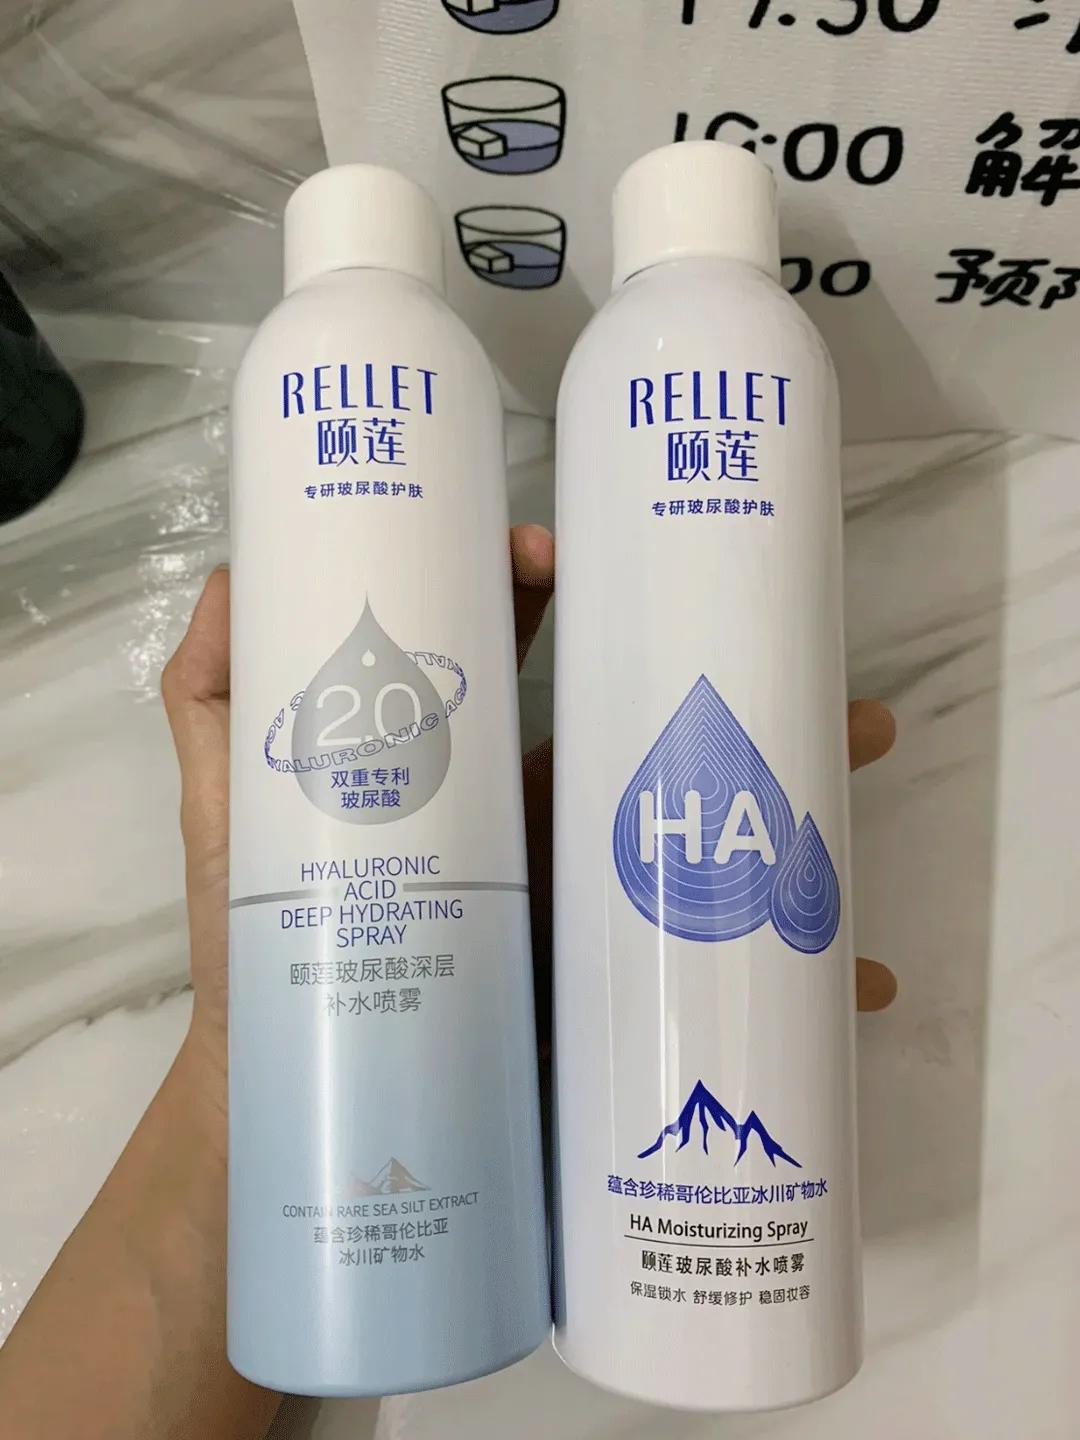 :00 解
00 预防
RELLET
颐莲
专研玻尿酸护肤
2.0
HYALURONIC AC
双重专利
玻尿酸
HYALURONIC
ACID
DEEP HYDRATING
SPRAY
颐莲玻尿酸深层
补水喷雾
CONTAIN RARE SEA SILT EXTRACT
蕴含珍稀哥伦比亚
冰川矿物水
RELLET
颐莲
专研玻尿酸护肤
HA
蕴含珍稀哥伦比亚冰川矿物水
HA Moisturizing Spray
颐莲玻尿酸补水喷雾
保湿锁水 舒缓修护 稳固妆容